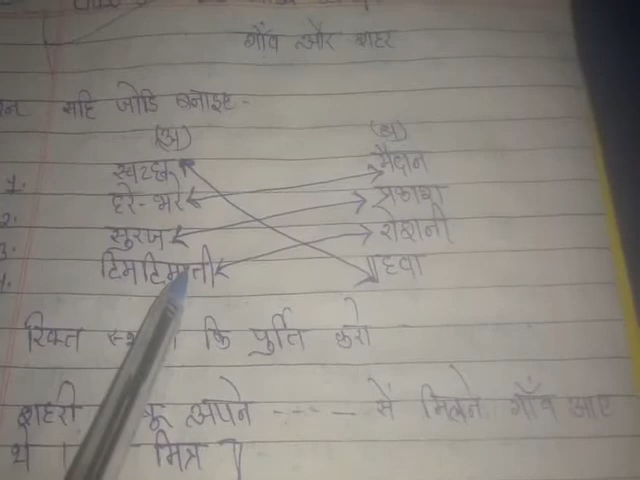 गाँव और शहर
सहि जोडि बनाइए-
(अ) (ब)
1. स्वच्छ मैदान
2. हरे-भरे प्रकाश
3. सुरज रोशनी
4. टिमटिमाती हवा
रिक्त कि पुर्ति करो
शहरी अपने ---- से मिलने गाँव आए
थे । मित्र